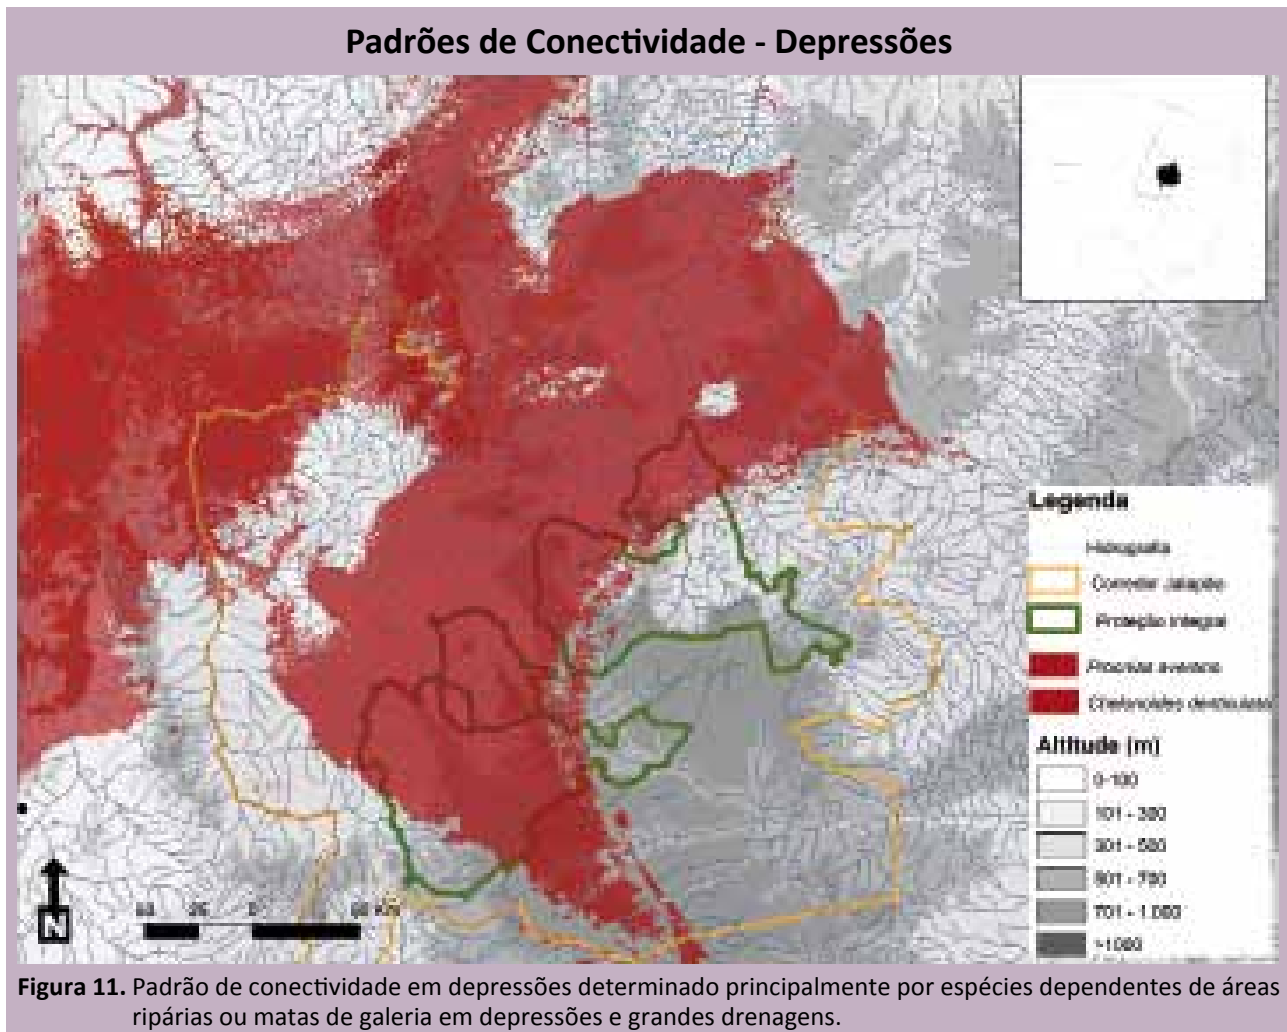 Padrões de Conectividade - Depressões
Legenda
Hidrografia
Corredor Jalapão
Proteção Integral
Altitude (m)
0-100
101 - 300
301 - 500
501 - 700
701 - 1.000
>1000
N
Figura 11. Padrão de conectividade em depressões determinado principalmente por espécies dependentes de áreas
ripárias ou matas de galeria em depressões e grandes drenagens.